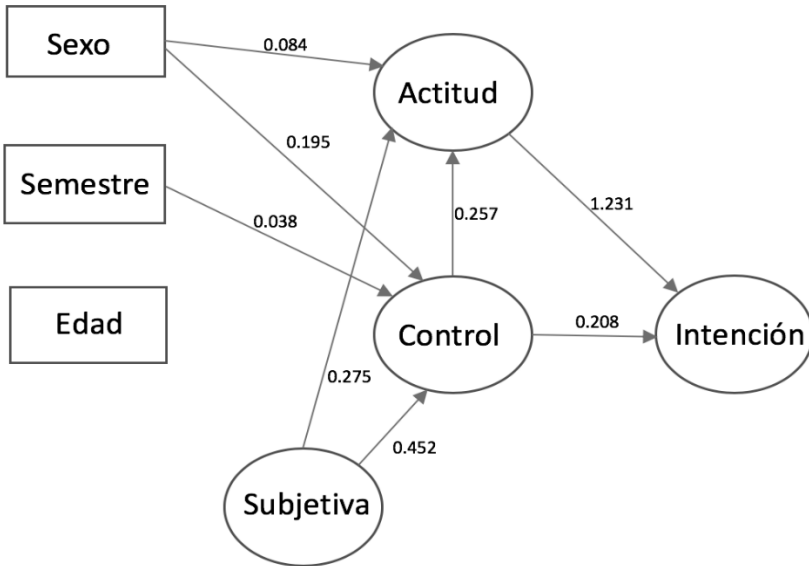 Sexo
0.084
Actitud
0.195
Semestre
0.038
0.257
1.231
Edad
Control
0.208
Intención
0.275
0.452
Subjetiva